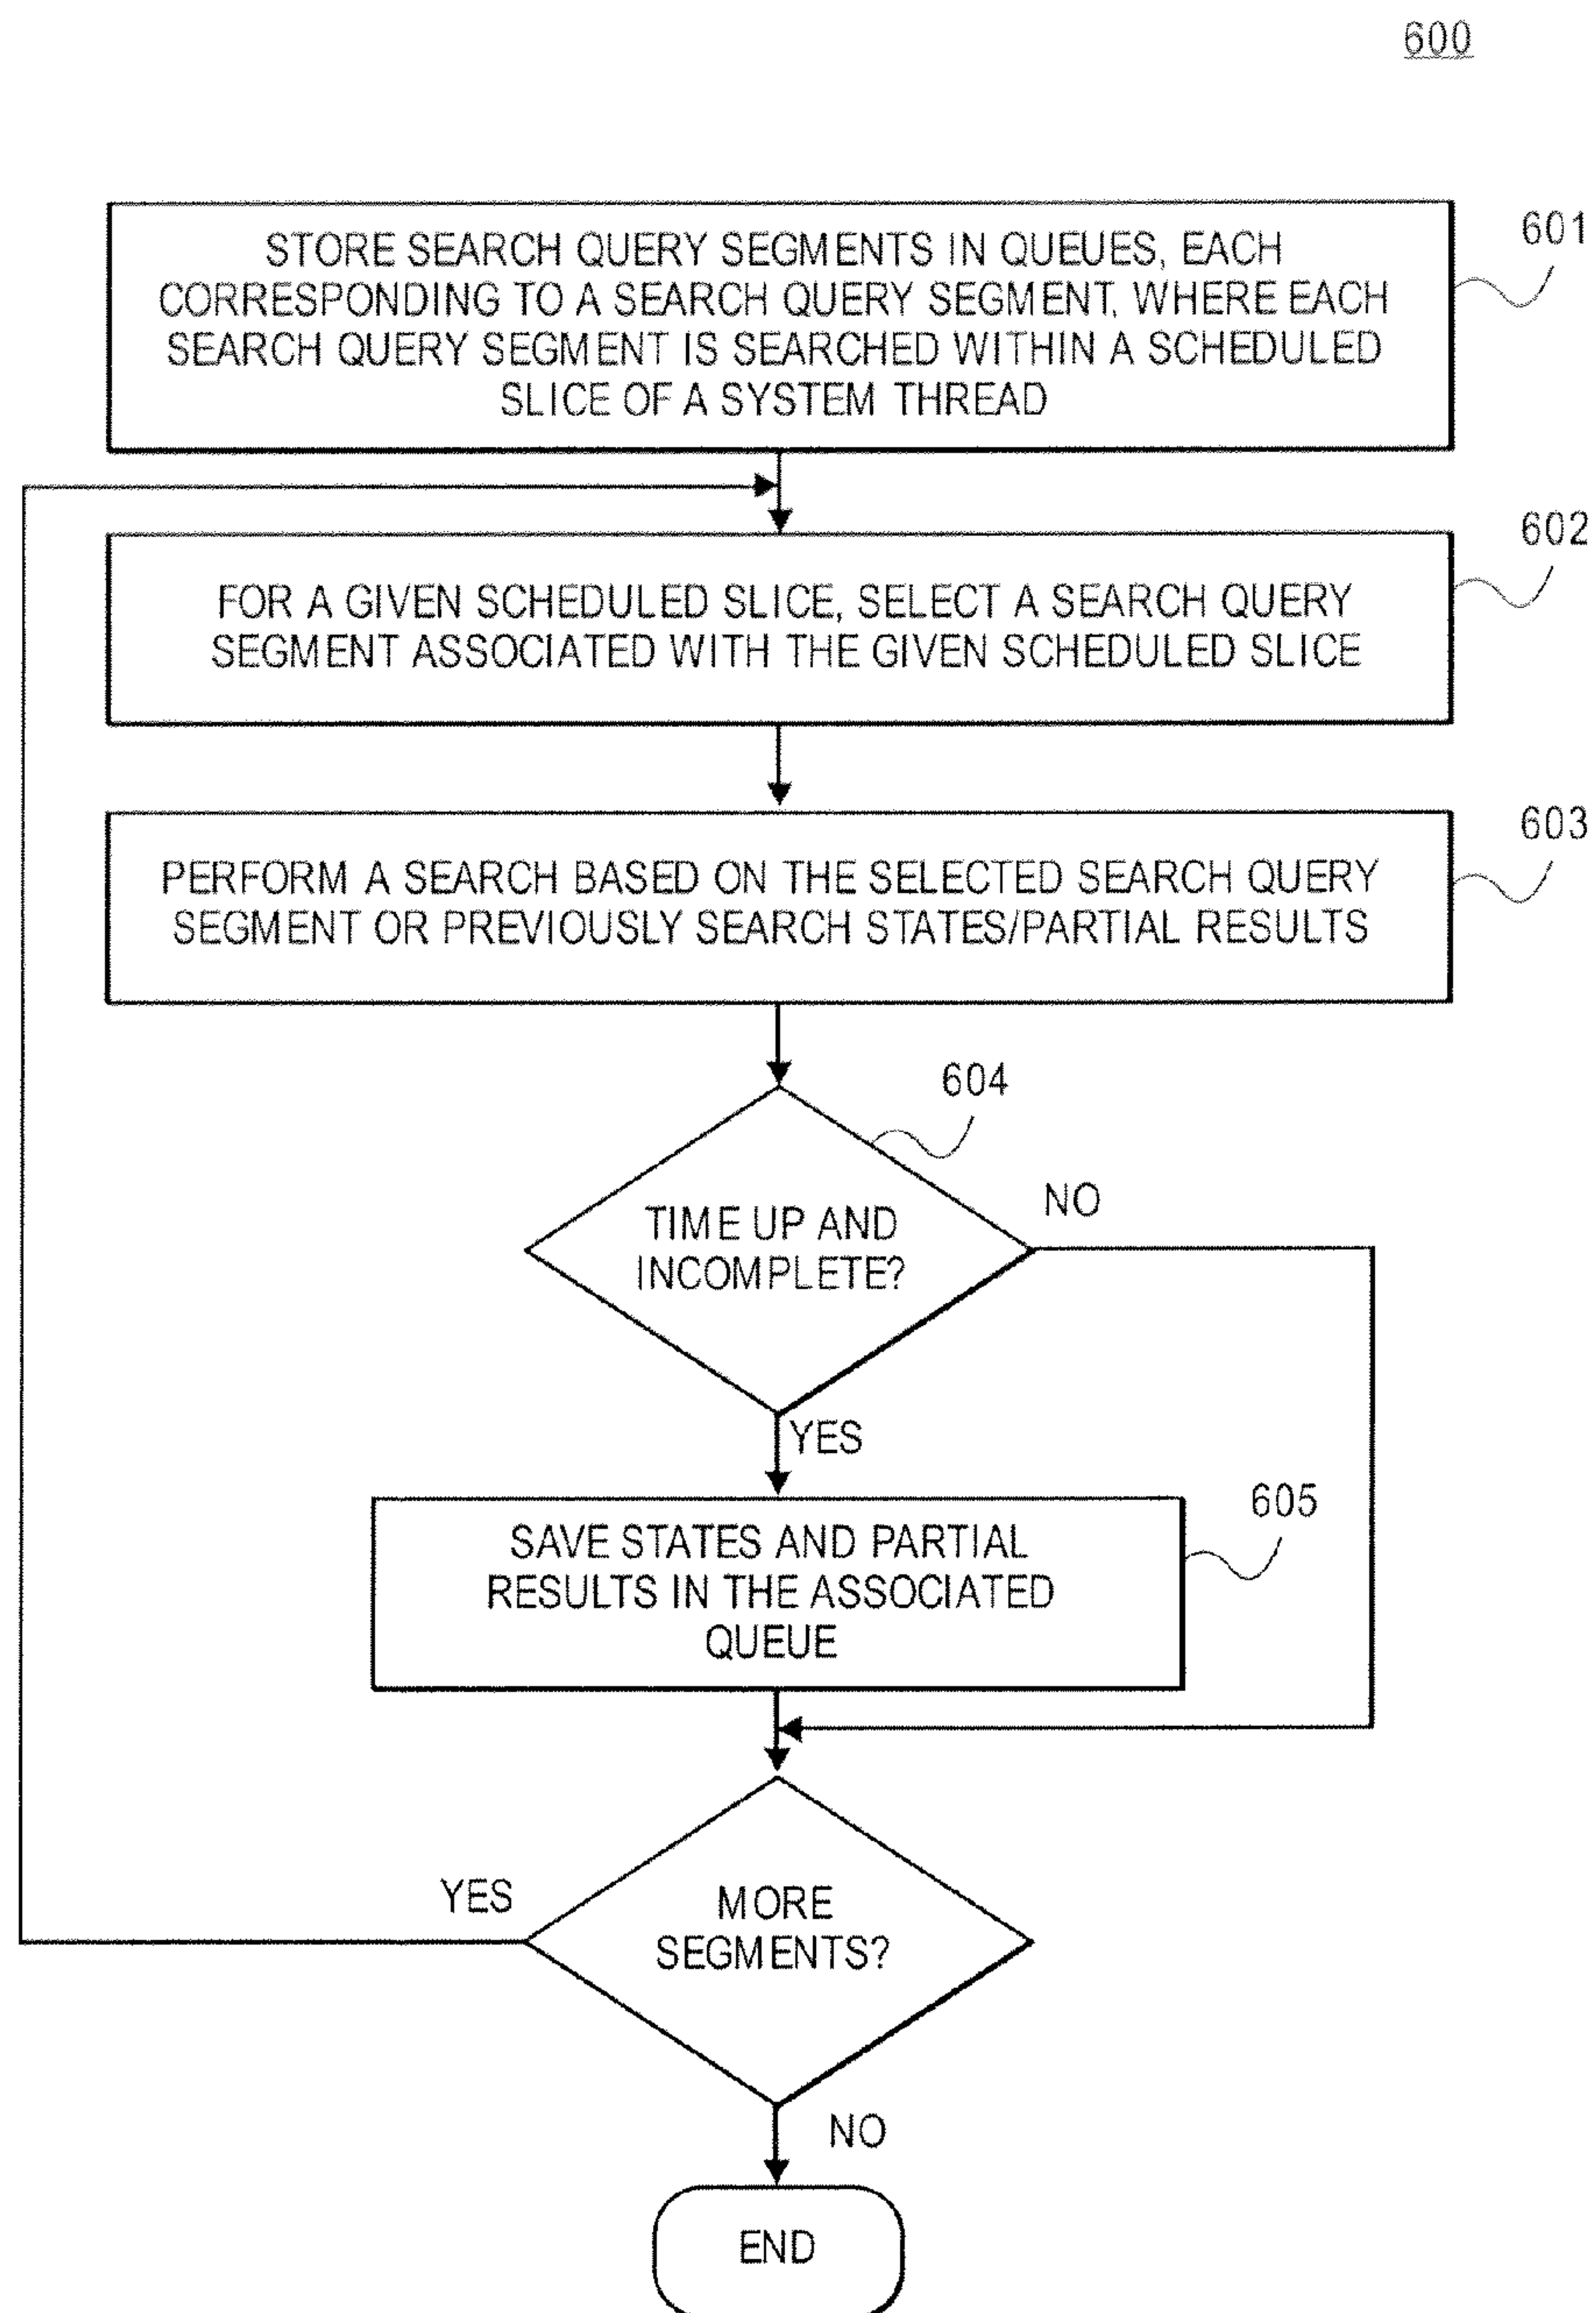 600
STORE SEARCH QUERY SEGMENTS IN QUEUES, EACH
CORRESPONDING TO A SEARCH QUERY SEGMENT, WHERE EACH
SEARCH QUERY SEGMENT IS SEARCHED WITHIN A SCHEDULED
SLICE OF A SYSTEM THREAD
601
FOR A GIVEN SCHEDULED SLICE, SELECT A SEARCH QUERY
SEGMENT ASSOCIATED WITH THE GIVEN SCHEDULED SLICE
602
PERFORM A SEARCH BASED ON THE SELECTED SEARCH QUERY
SEGMENT OR PREVIOUSLY SEARCH STATES/PARTIAL RESULTS
603
604
TIME UP AND
INCOMPLETE?
NO
YES
SAVE STATES AND PARTIAL
RESULTS IN THE ASSOCIATED
QUEUE
605
MORE
SEGMENTS?
YES
NO
END